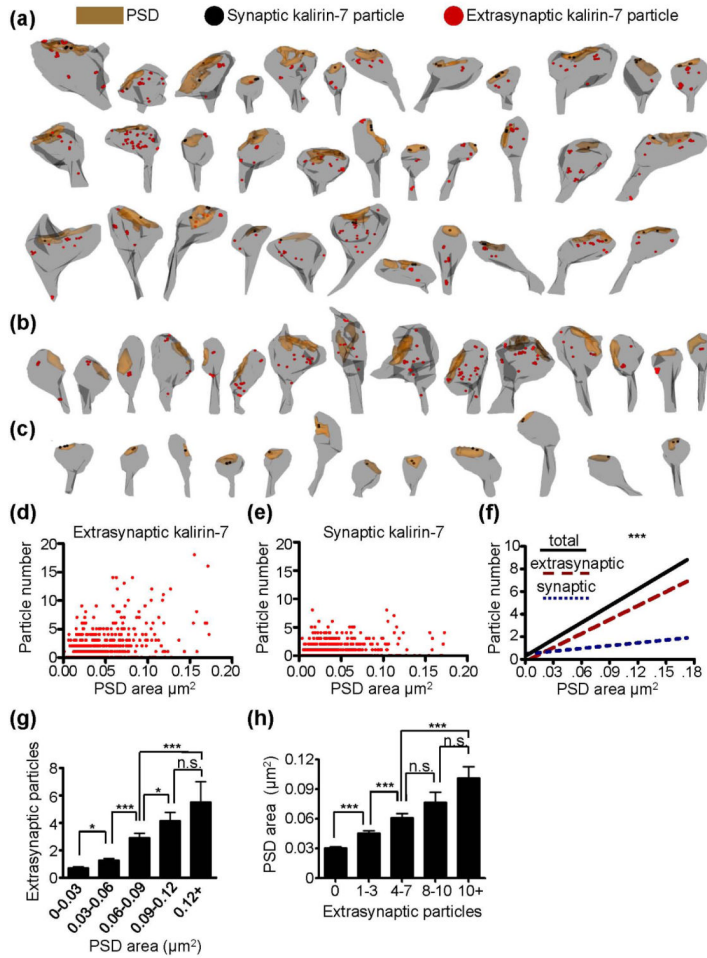 (a) PSD Synaptic kalirin-7 particle Extrasynaptic kalirin-7 particle
(b)
(c)
(d) Extrasynaptic kalirin-7
Particle number
20
15
10
5
0
0.00 0.05 0.10 0.15 0.20
PSD area µm²
(e) Synaptic kalirin-7
Particle number
20
15
10
5
0
0.00 0.05 0.10 0.15 0.20
PSD area µm²
(f)
Particle number
total ***
extrasynaptic
synaptic
10
8
6
4
2
0
0.0 .03 .06 .09 .12 .15 .18
PSD area µm²
(g)
Extrasynaptic particles
8
6
4
2
0
***
n.s.
*
***
*
0-0.03 0.03-0.06 0.06-0.09 0.09-0.12 0.12+
PSD area (µm²)
(h)
PSD area (µm²)
0.12
0.09
0.06
0.03
0.00
***
n.s.
n.s.
***
***
0 1-3 4-7 8-10 10+
Extrasynaptic particles